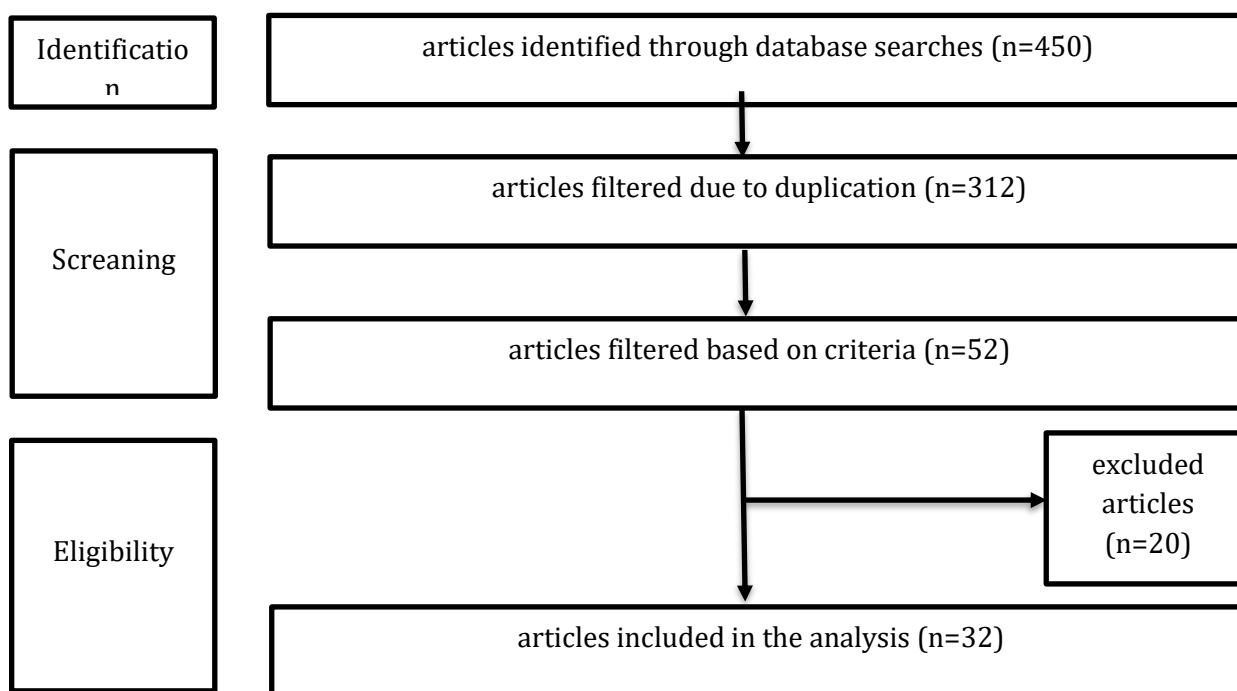 Identificatio
n
articles identified through database searches (n=450)
Screaning
articles filtered due to duplication (n=312)
articles filtered based on criteria (n=52)
Eligibility
excluded
articles
(n=20)
articles included in the analysis (n=32)